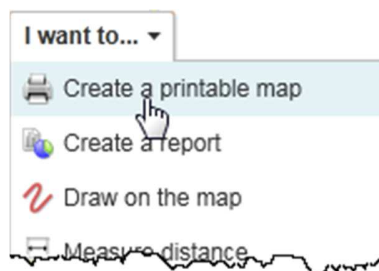 I want to...
Create a printable map
Create a report
Draw on the map
Measure distance